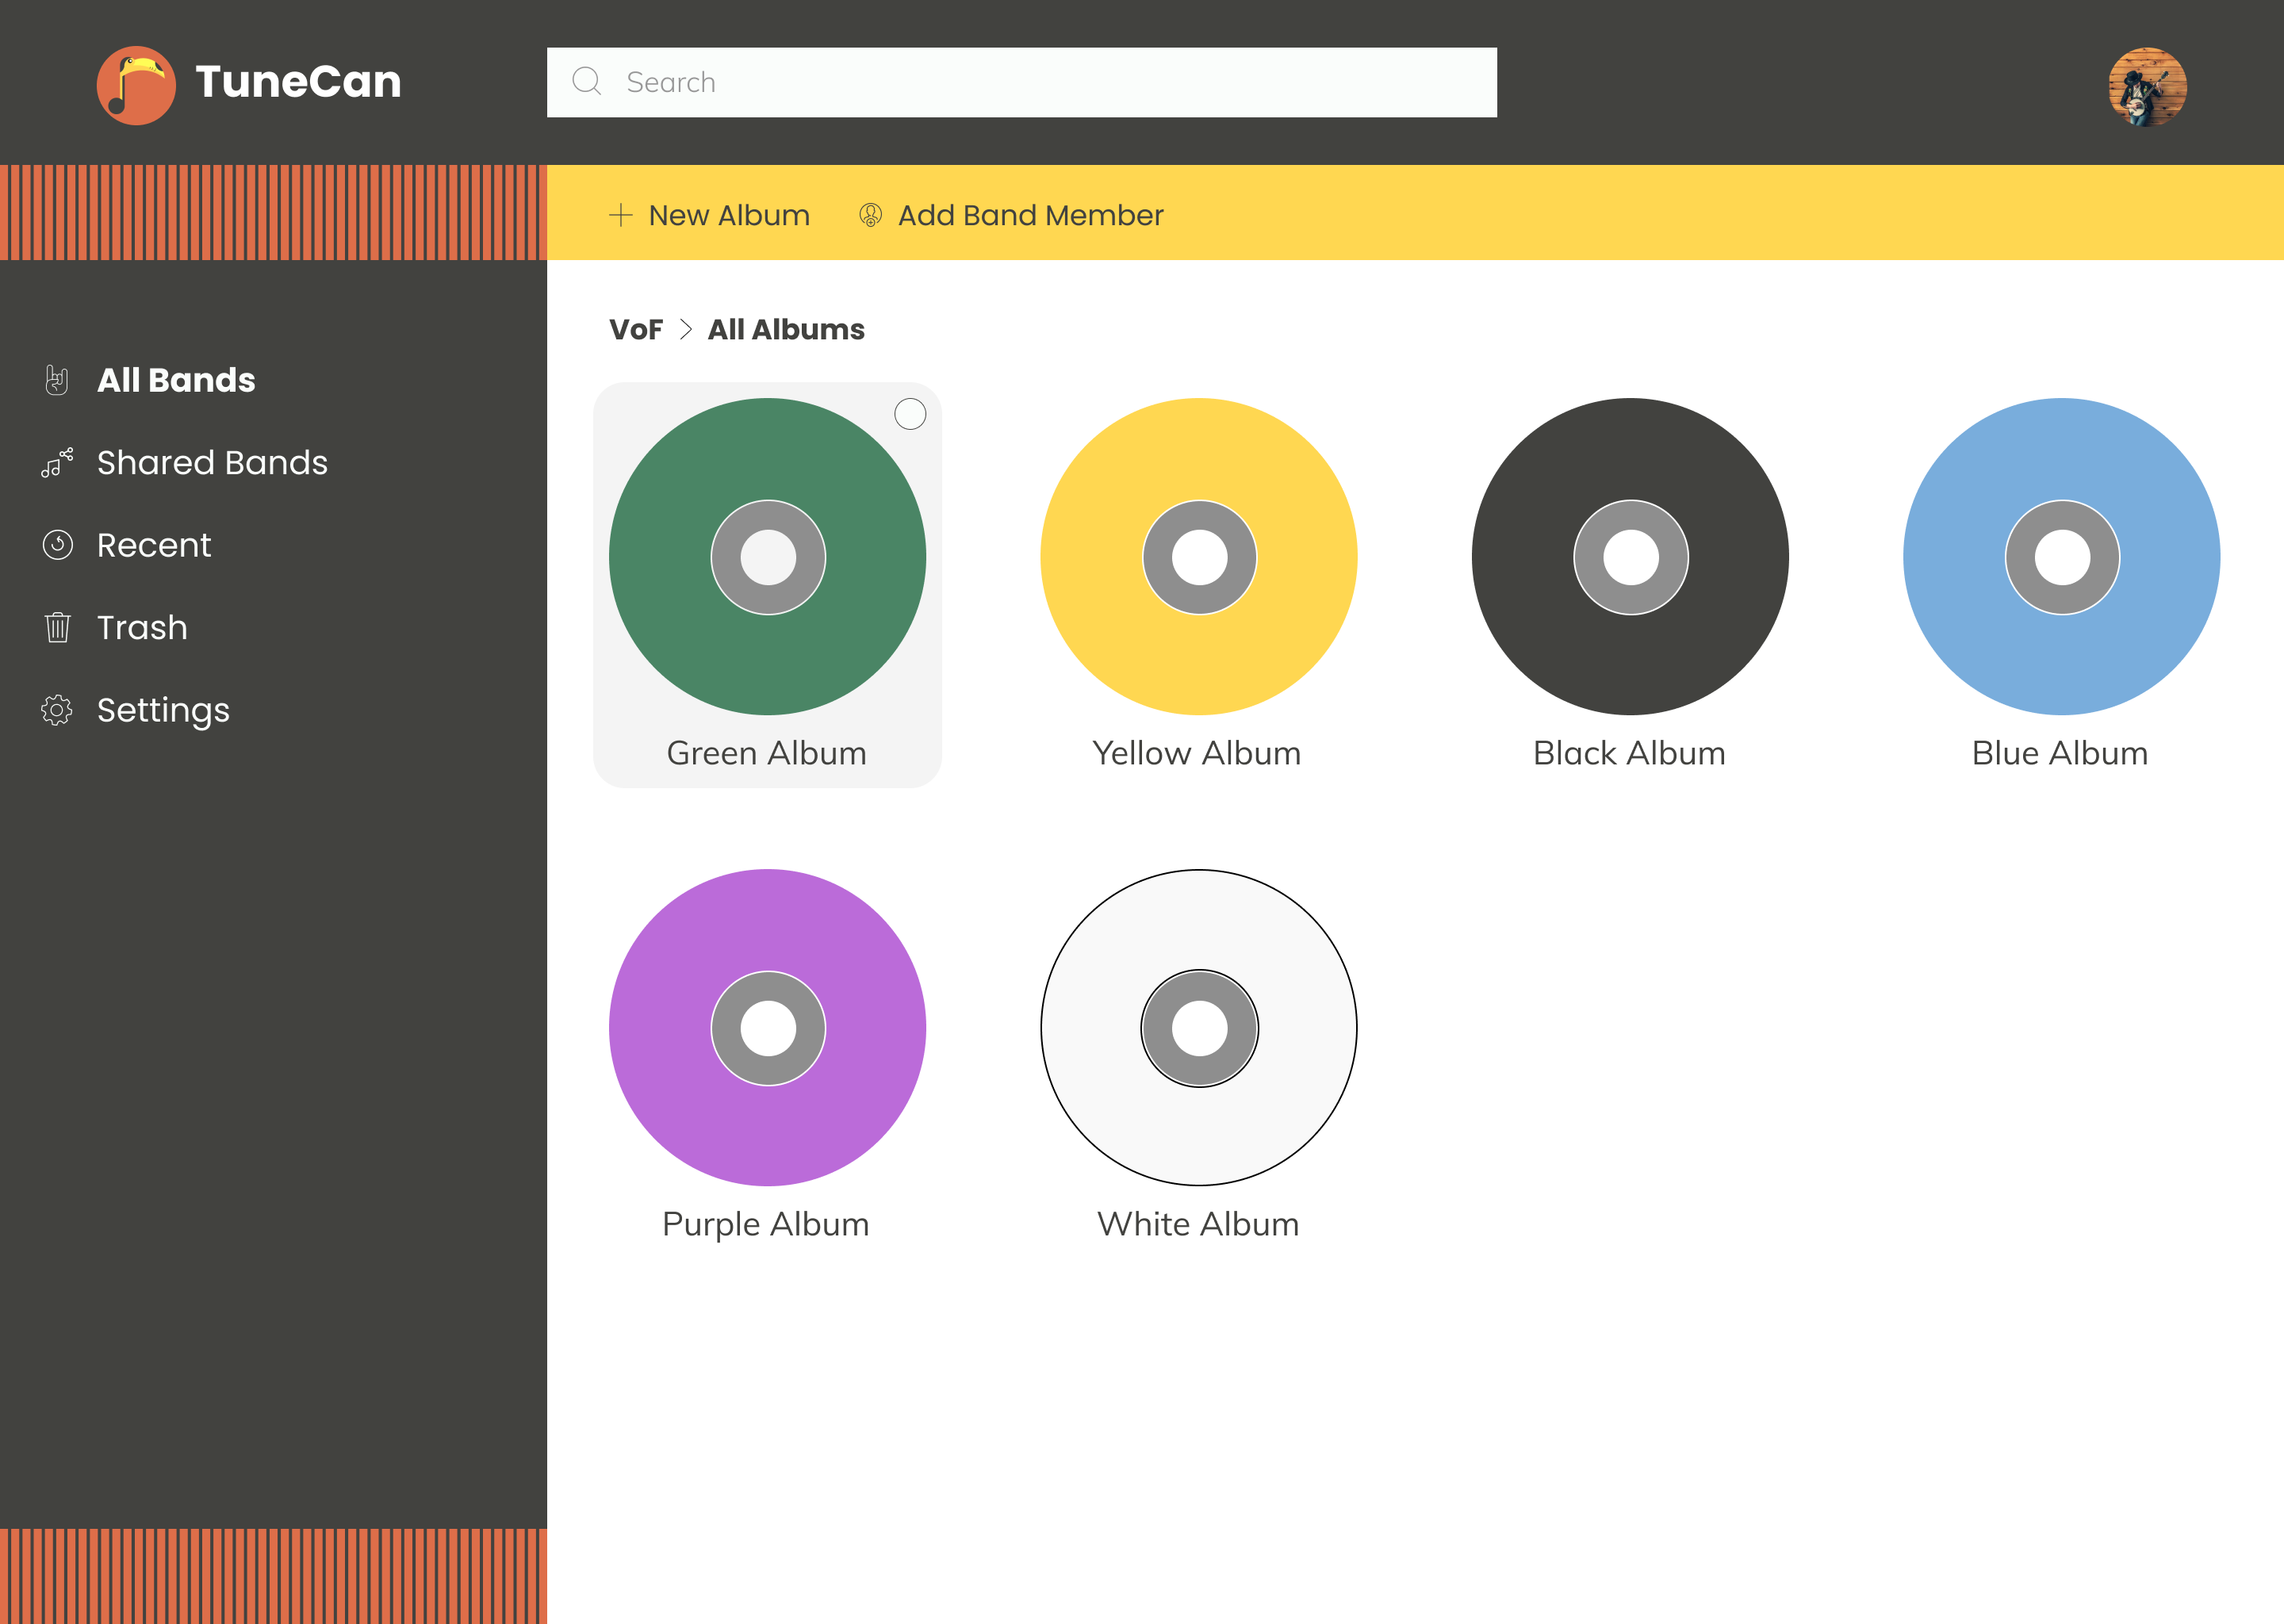 TuneCan
Search
New Album
Add Band Member
VoF > All Albums
All Bands
Shared Bands
Recent
Trash
Settings
Green Album
Yellow Album
Black Album
Blue Album
Purple Album
White Album